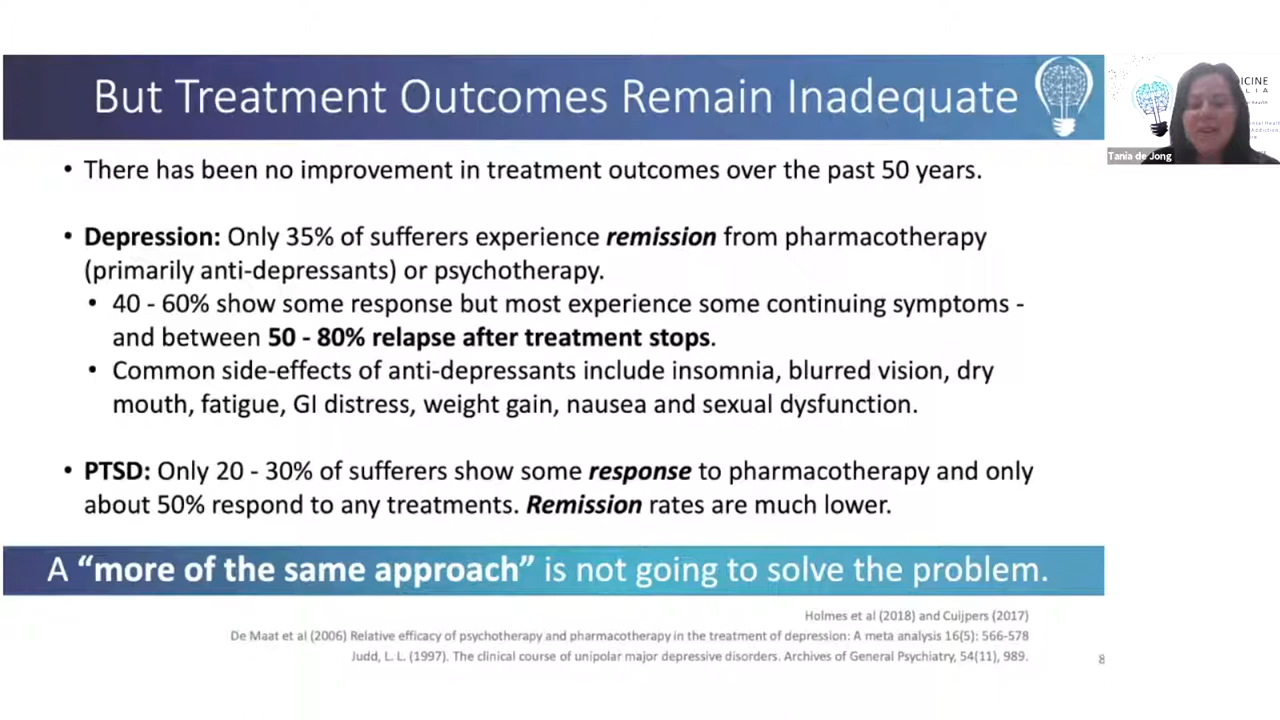 But Treatment Outcomes Remain Inadequate
• There has been no improvement in treatment outcomes over the past 50 years.
• Depression: Only 35% of sufferers experience remission from pharmacotherapy
(primarily anti-depressants) or psychotherapy.
• 40 - 60% show some response but most experience some continuing symptoms -
and between 50 - 80% relapse after treatment stops.
• Common side-effects of anti-depressants include insomnia, blurred vision, dry
mouth, fatigue, GI distress, weight gain, nausea and sexual dysfunction.
• PTSD: Only 20 - 30% of sufferers show some response to pharmacotherapy and only
about 50% respond to any treatments. Remission rates are much lower.
A “more of the same approach” is not going to solve the problem.
Holmes et al (2018) and Cuijpers (2017)
De Maat et al (2006) Relative efficacy of psychotherapy and pharmacotherapy in the treatment of depression: A meta analysis 16(5): 566-578
Judd, L. L. (1997). The clinical course of unipolar major depressive disorders. Archives of General Psychiatry, 54(11), 989.
8
ICINE
LIA
Tania de Jong